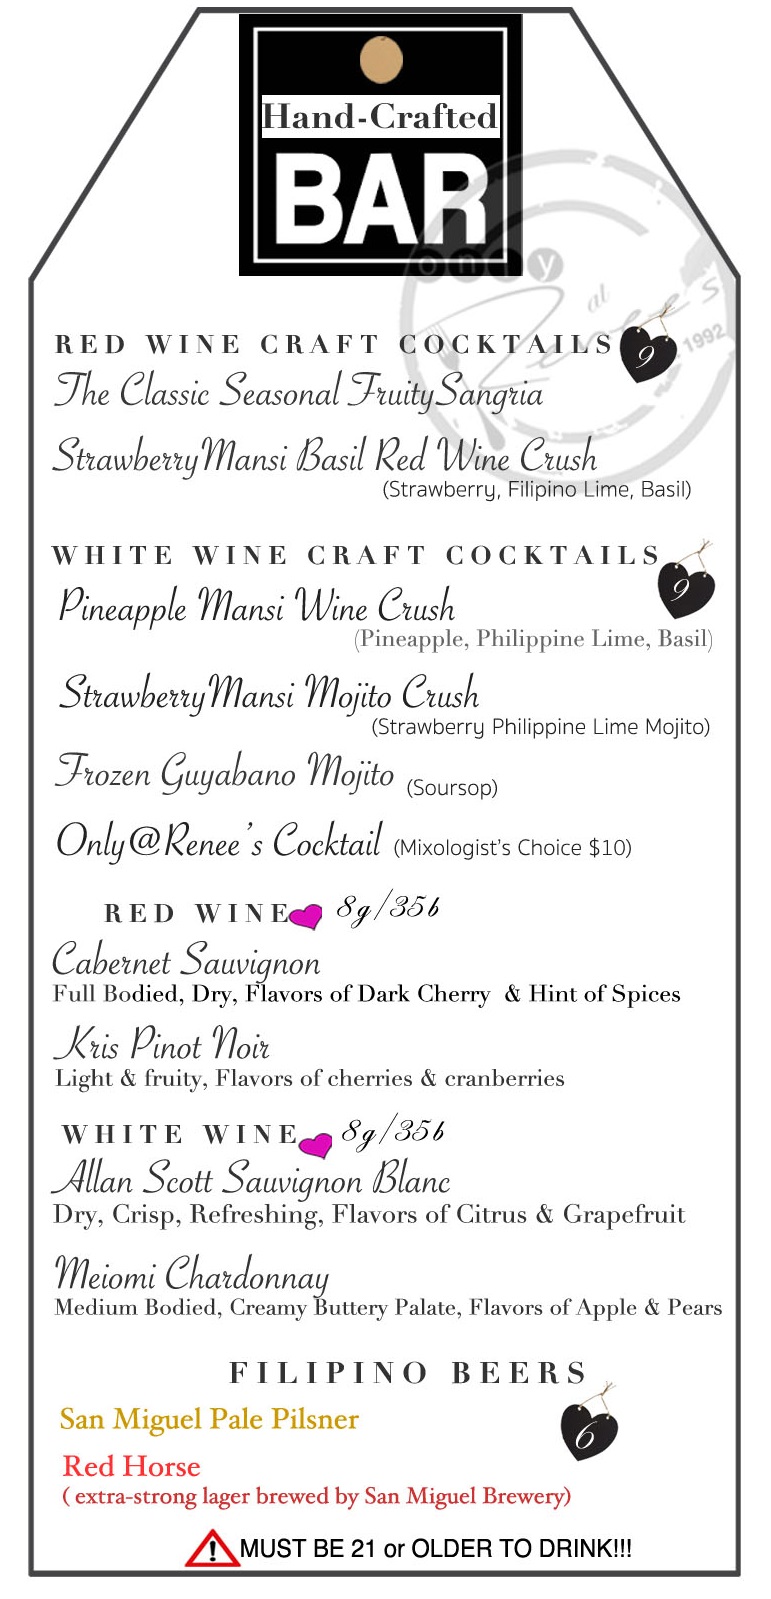 Hand-Crafted
BAR
only
at
Renee's
1992
RED WINE CRAFT COCKTAILS 9
The Classic Seasonal FruitySangria
StrawberryMansi Basil Red Wine Crush
(Strawberry, Filipino Lime, Basil)
WHITE WINE CRAFT COCKTAILS 9
Pineapple Mansi Wine Crush
(Pineapple, Philippine Lime, Basil)
StrawberryMansi Mojito Crush
(Strawberry Philippine Lime Mojito)
Frozen Guyabano Mojito (Soursop)
Only@Renee's Cocktail (Mixologist's Choice $10)
RED WINE 8g/35b
Cabernet Sauvignon
Full Bodied, Dry, Flavors of Dark Cherry & Hint of Spices
Kris Pinot Noir
Light & fruity, Flavors of cherries & cranberries
WHITE WINE 8g/35b
Allan Scott Sauvignon Blanc
Dry, Crisp, Refreshing, Flavors of Citrus & Grapefruit
Meiomi Chardonnay
Medium Bodied, Creamy Buttery Palate, Flavors of Apple & Pears
FILIPINO BEERS
San Miguel Pale Pilsner 6
Red Horse
( extra-strong lager brewed by San Miguel Brewery)
! MUST BE 21 or OLDER TO DRINK!!!